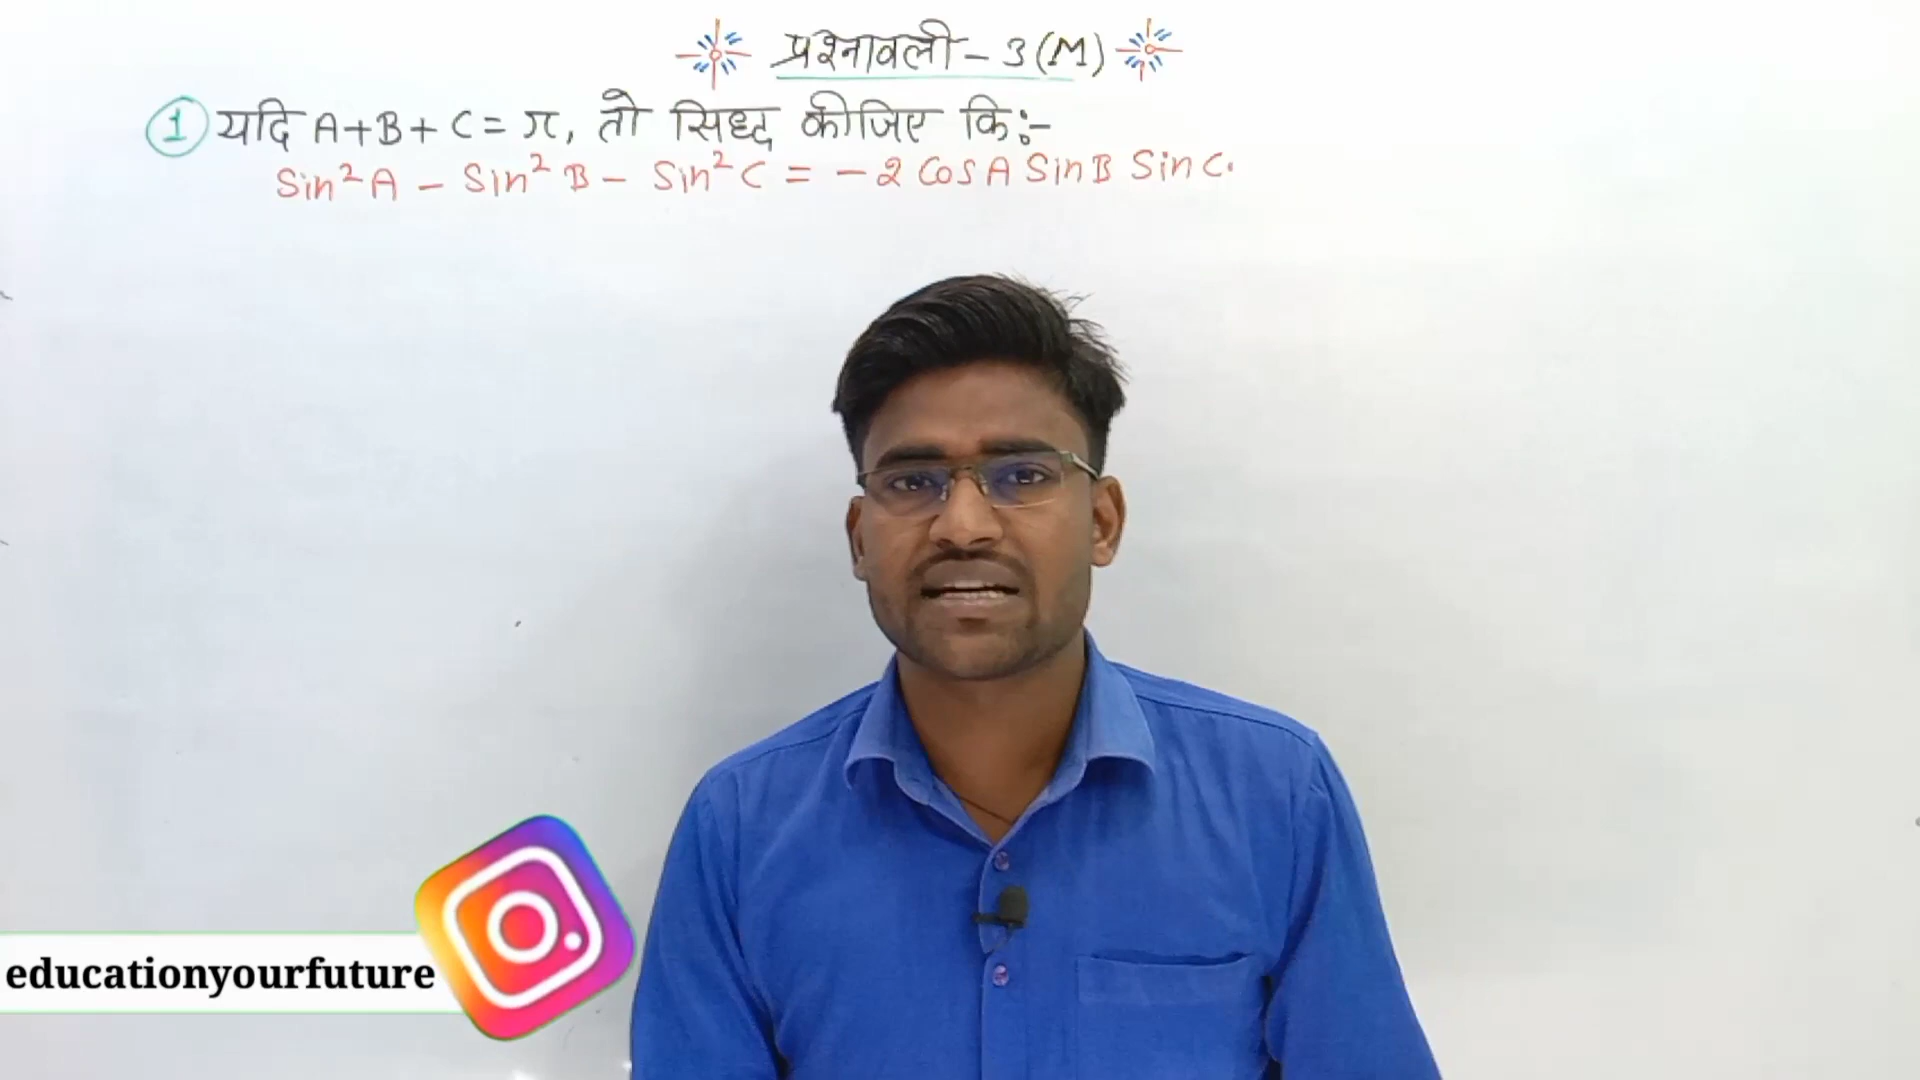 प्रश्नावली - 3 (M)
1 यदि A+B+C=π, तो सिध्द कीजिए कि:-
Sin²A - Sin²B - Sin²C = -2 CosA SinB SinC.
educationyourfuture